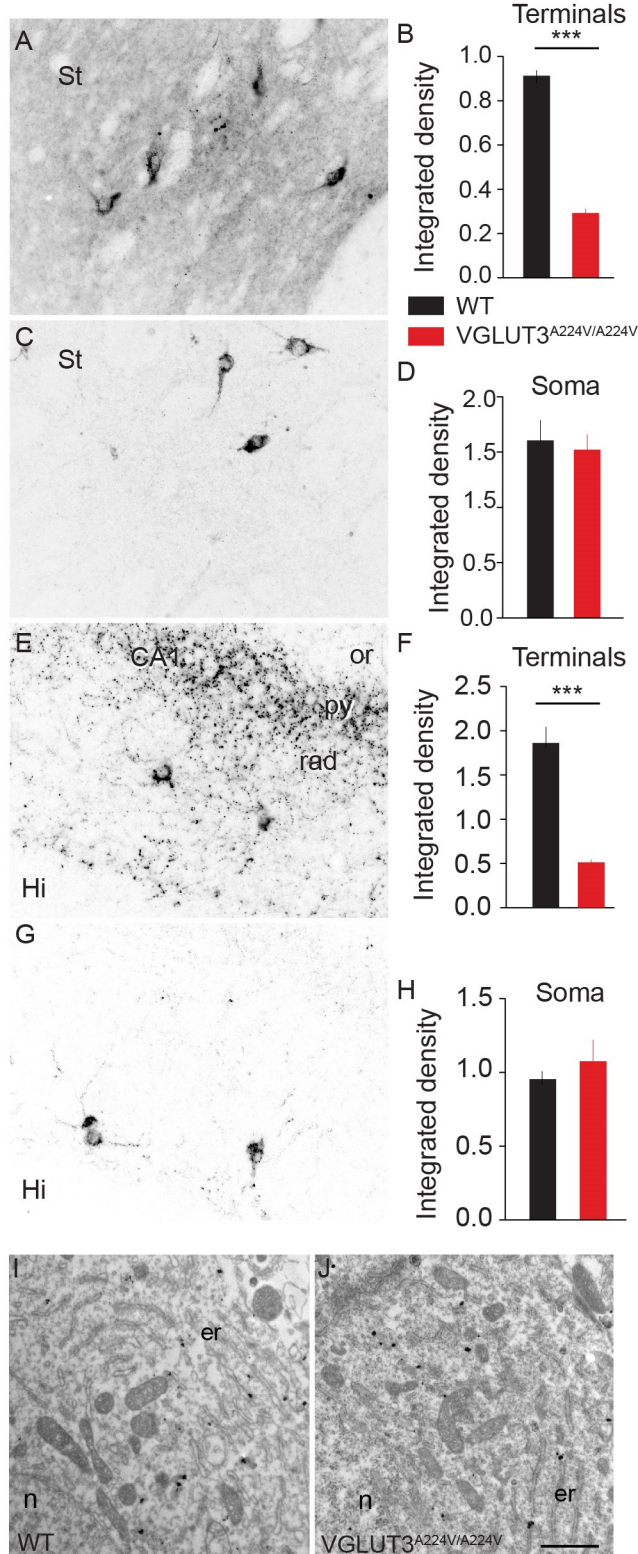 A
St
B
Terminals
***
Integrated density
1.0
0.8
0.6
0.4
0.2
0.0
WT
VGLUT3A224V/A224V
C
St
D
Soma
Integrated density
2.0
1.5
1.5
0.5
0.0
E
CA1
or
py
rad
Hi
F
Terminals
***
Integrated density
2.5
2.0
1.5
1.0
0.5
0.0
G
Hi
H
Soma
Integrated density
1.5
1.0
0.5
0.0
I
er
n
WT
J
n
er
VGLUT3A224V/A224V